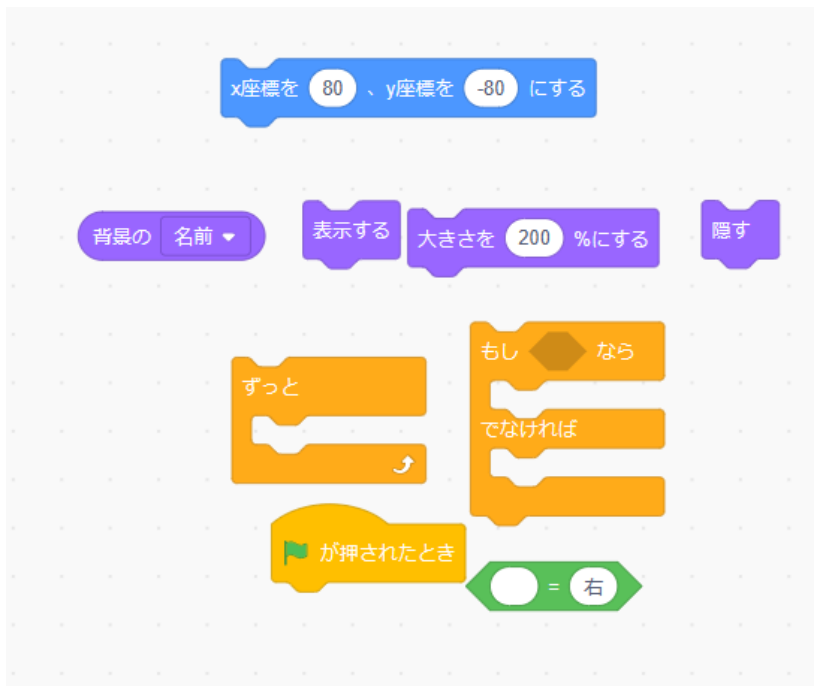 x座標を 80 、y座標を -80 にする
背景の 名前
表示する
大きさを 200 %にする
隠す
もし なら
でなければ
ずっと
が押されたとき
= 右